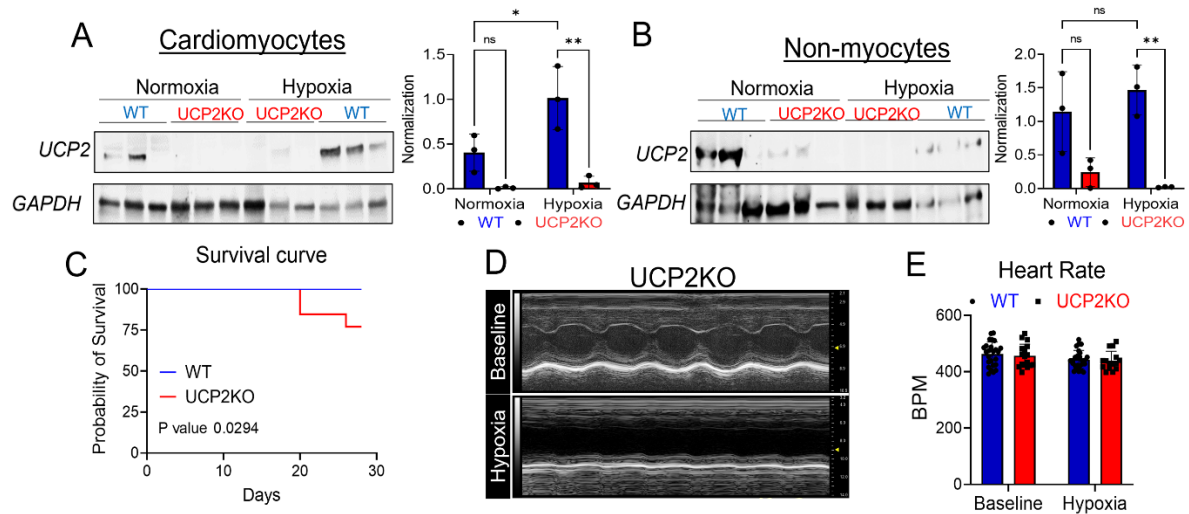 A
Cardiomyocytes
Normoxia Hypoxia
WT UCP2KO UCP2KO WT
UCP2
GAPDH
* 
ns **
Normalization
1.5
1.0
0.5
0.0
Normoxia Hypoxia
WT UCP2KO
B
Non-myocytes
Normoxia Hypoxia
WT UCP2KO UCP2KO WT
UCP2
GAPDH
ns
ns **
Normalization
2.0
1.5
1.0
0.5
0.0
Normoxia Hypoxia
WT UCP2KO
C
Survival curve
Probability of Survival
100
75
50
25
0
WT
UCP2KO
P value 0.0294
0 10 20 30
Days
D
UCP2KO
Baseline
Hypoxia
E
Heart Rate
WT UCP2KO
BPM
600
400
200
0
Baseline Hypoxia